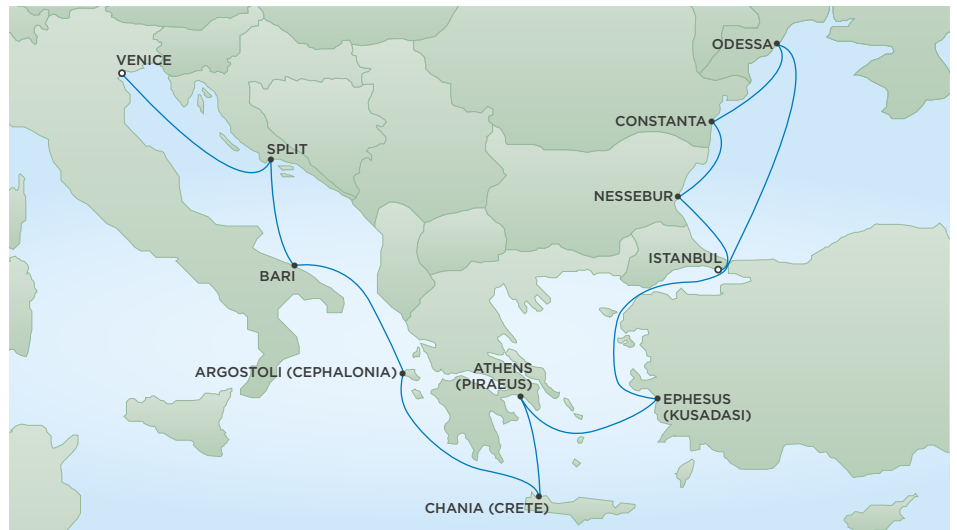 ODESSA
VENICE
CONSTANTA
SPLIT
NESSEBUR
ISTANBUL
BARI
ARGOSTOLI (CEPHALONIA)
ATHENS
(PIRAEUS)
EPHESUS
(KUSADASI)
CHANIA (CRETE)